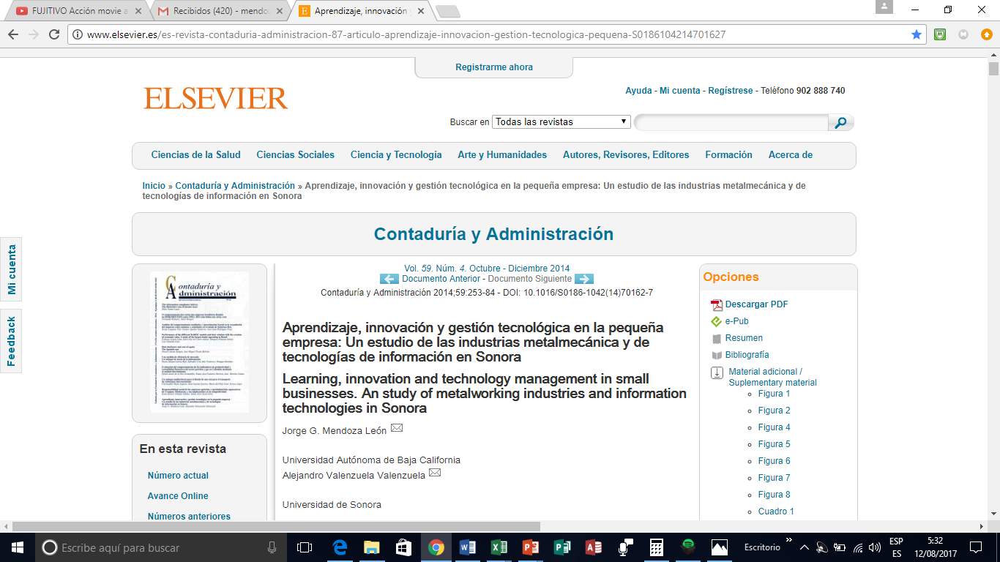 FUJITIVO Acción movie a
Recibidos (420) - mendo
Aprendizaje, innovación
www.elsevier.es/es-revista-contaduria-administracion-87-articulo-aprendizaje-innovacion-gestion-tecnologica-pequena-S0186104214701627
Registrarme ahora
ELSEVIER
Ayuda - Mi cuenta - Regístrese - Teléfono 902 888 740
Buscar en Todas las revistas
Ciencias de la Salud Ciencias Sociales Ciencia y Tecnología Arte y Humanidades Autores, Revisores, Editores Formación Acerca de
Inicio » Contaduría y Administración » Aprendizaje, innovación y gestión tecnológica en la pequeña empresa: Un estudio de las industrias metalmecánica y de
tecnologías de información en Sonora
Contaduría y Administración
Mi cuenta
Feedback
Contaduría y
Administración
En esta revista
Número actual
Avance Online
Números anteriores
Vol. 59. Núm. 4. Octubre - Diciembre 2014
Documento Anterior - Documento Siguiente
Contaduría y Administración 2014;59:253-84 - DOI: 10.1016/S0186-1042(14)70162-7
Aprendizaje, innovación y gestión tecnológica en la pequeña
empresa: Un estudio de las industrias metalmecánica y de
tecnologías de información en Sonora
Learning, innovation and technology management in small
businesses. An study of metalworking industries and information
technologies in Sonora
Jorge G. Mendoza León
Universidad Autónoma de Baja California
Alejandro Valenzuela Valenzuela
Universidad de Sonora
Opciones
Descargar PDF
e-Pub
Resumen
Bibliografía
Material adicional /
Suplementary material
Figura 1
Figura 2
Figura 4
Figura 5
Figura 6
Figura 7
Figura 8
Cuadro 1
Escribe aquí para buscar
Escritorio
ESP
ES
5:32
12/08/2017